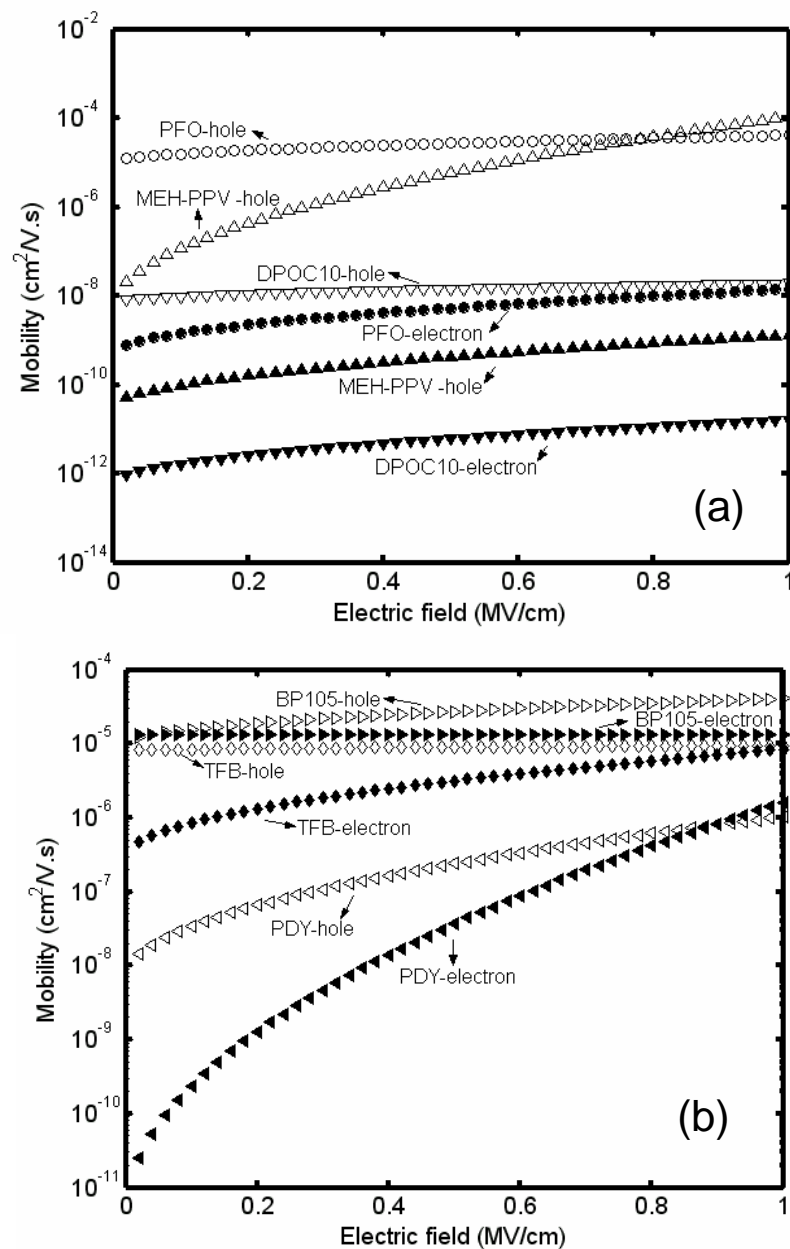 10^-2
10^-4
10^-6
10^-8
10^-10
10^-12
10^-14
Mobility (cm^2/V.s)
PFO-hole
MEH-PPV -hole
DPOC10-hole
PFO-electron
MEH-PPV -hole
DPOC10-electron
(a)
0 0.2 0.4 0.6 0.8 1
Electric field (MV/cm)
10^-4
10^-5
10^-6
10^-7
10^-8
10^-9
10^-10
10^-11
Mobility (cm^2/V.s)
BP105-hole
BP105-electron
TFB-hole
TFB-electron
PDY-hole
PDY-electron
(b)
0 0.2 0.4 0.6 0.8 1
Electric field (MV/cm)